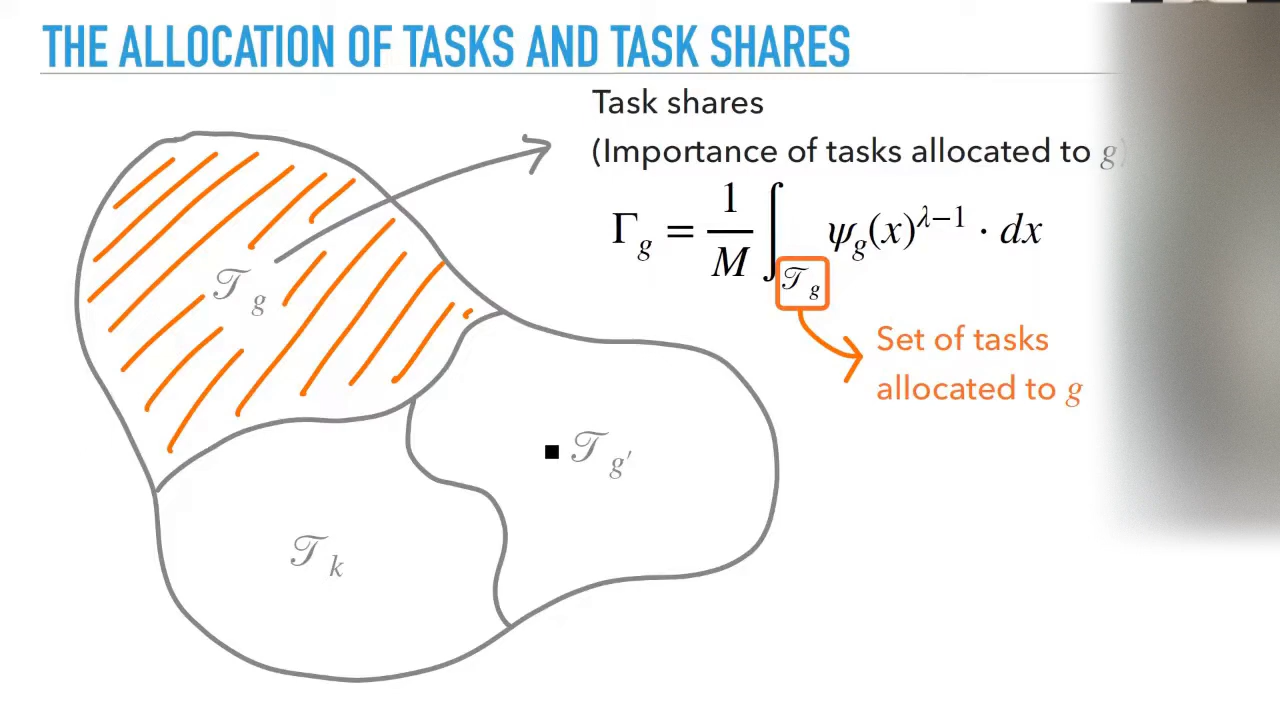 THE ALLOCATION OF TASKS AND TASK SHARES
Task shares
(Importance of tasks allocated to g)
Γ_g = 1/M ∫_{𝒯_g} ψ_g(x)^{λ−1} · dx
Set of tasks
allocated to g
𝒯_g
𝒯_g′
𝒯_k